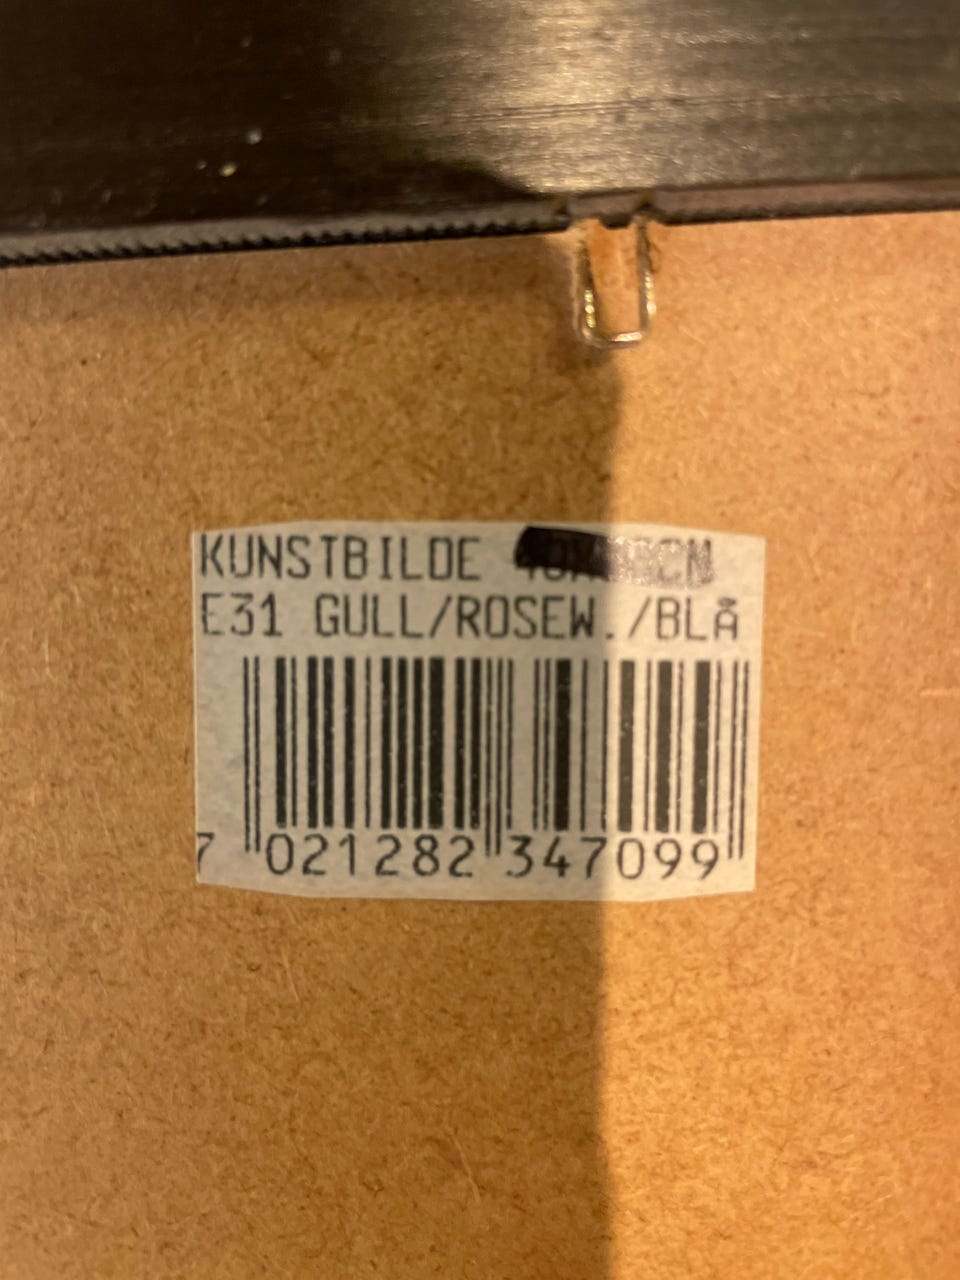 KUNSTBILDE
E31 GULL/ROSEW./BLÅ
7 021282 347099